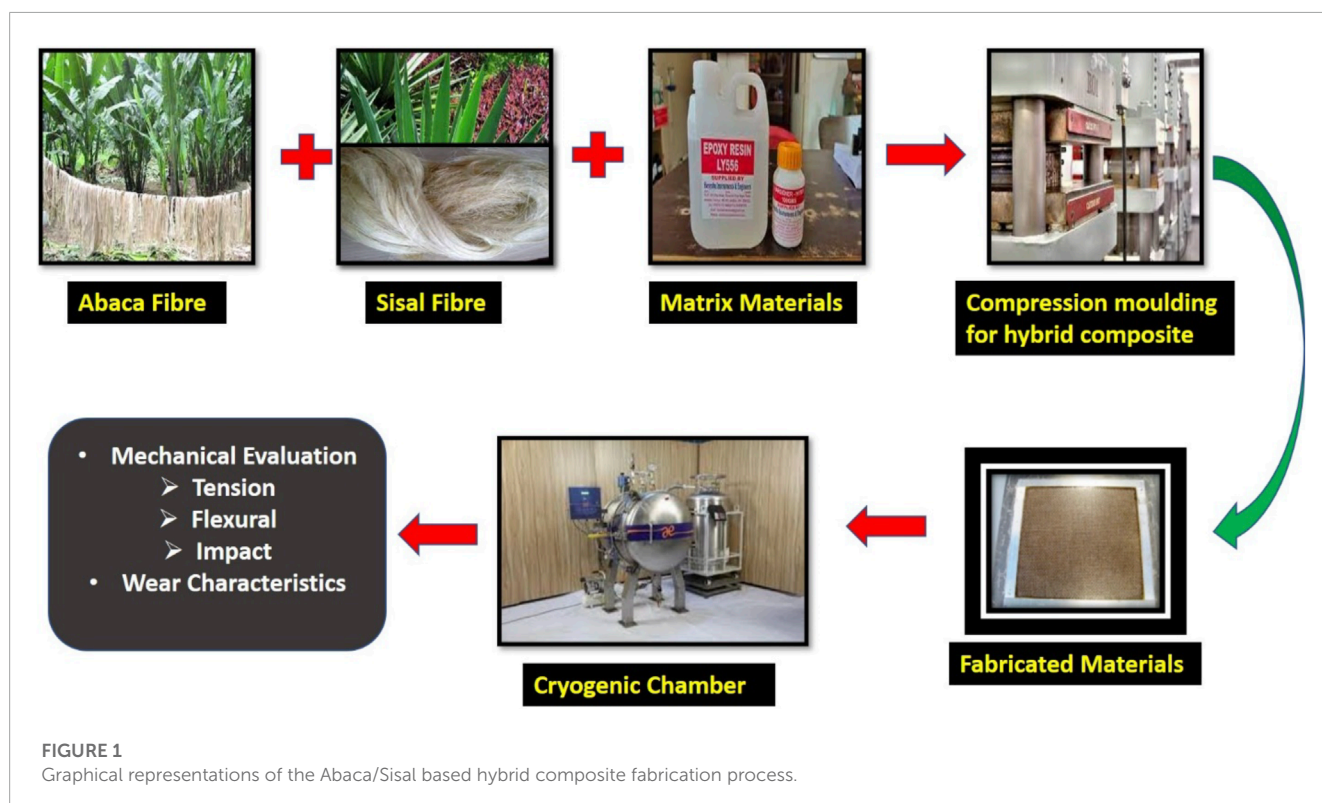 EPOXY RESIN
LY556
SUPPLIED BY
Abaca Fibre
Sisal Fibre
Matrix Materials
Compression moulding
for hybrid composite
• Mechanical Evaluation
➢ Tension
➢ Flexural
➢ Impact
• Wear Characteristics
Cryogenic Chamber
Fabricated Materials
FIGURE 1
Graphical representations of the Abaca/Sisal based hybrid composite fabrication process.